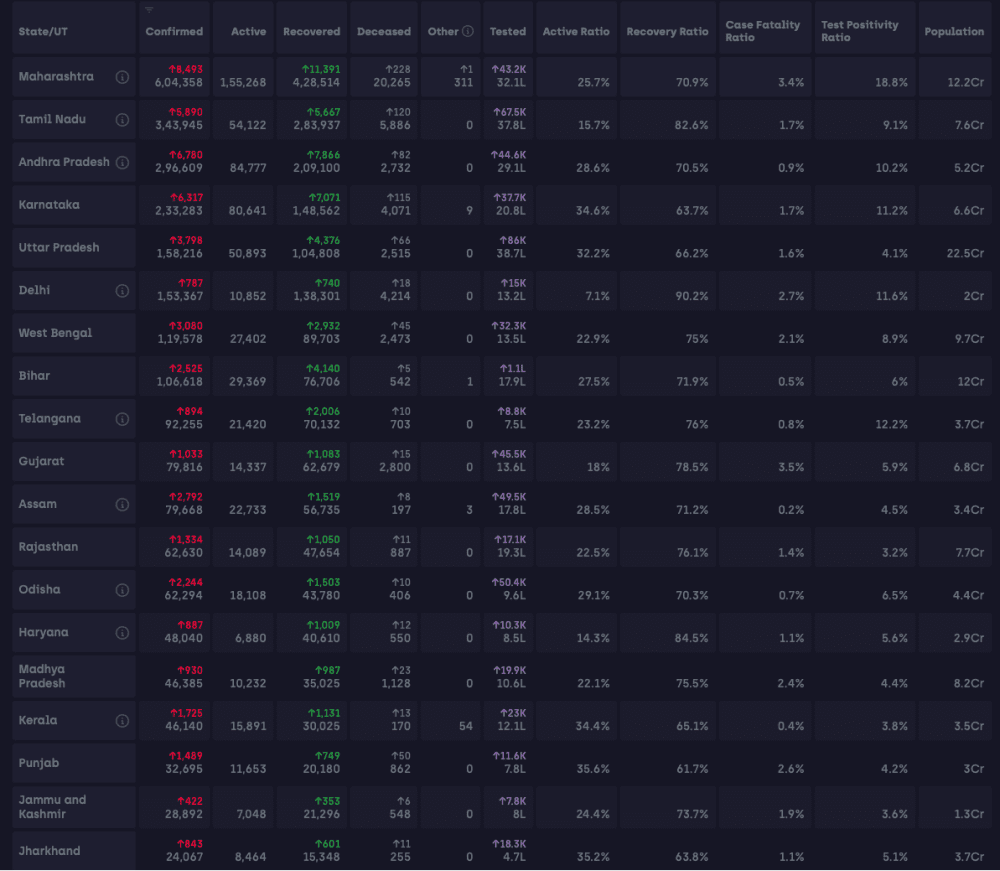 State/UT Confirmed Active Recovered Deceased Other Tested Active Ratio Recovery Ratio Case Fatality Ratio Test Positivity Ratio Population
↑8,493 ↑11,391 ↑228 ↑1 ↑43.2K
Maharashtra 6,04,358 1,55,268 4,28,514 20,265 311 32.1L 25.7% 70.9% 3.4% 18.8% 12.2Cr
↑5,890 ↑5,667 ↑120 ↑67.5K
Tamil Nadu 3,43,945 54,122 2,83,937 5,886 0 37.8L 15.7% 82.6% 1.7% 9.1% 7.6Cr
↑6,780 ↑7,866 ↑82 ↑44.6K
Andhra Pradesh 2,96,609 84,777 2,09,100 2,732 0 29.1L 28.6% 70.5% 0.9% 10.2% 5.2Cr
↑6,317 ↑7,071 ↑115 ↑37.7K
Karnataka 2,33,283 80,641 1,48,562 4,071 9 20.8L 34.6% 63.7% 1.7% 11.2% 6.6Cr
↑3,798 ↑4,376 ↑66 ↑86K
Uttar Pradesh 1,58,216 50,893 1,04,808 2,515 0 38.7L 32.2% 66.2% 1.6% 4.1% 22.5Cr
↑787 ↑740 ↑18 ↑15K
Delhi 1,53,367 10,852 1,38,301 4,214 0 13.2L 7.1% 90.2% 2.7% 11.6% 2Cr
↑3,080 ↑2,932 ↑45 ↑32.3K
West Bengal 1,19,578 27,402 89,703 2,473 0 13.5L 22.9% 75% 2.1% 8.9% 9.7Cr
↑2,525 ↑4,140 ↑5 ↑1.1L
Bihar 1,06,618 29,369 76,706 542 1 17.9L 27.5% 71.9% 0.5% 6% 12Cr
↑894 ↑2,006 ↑10 ↑8.8K
Telangana 92,255 21,420 70,132 703 0 7.5L 23.2% 76% 0.8% 12.2% 3.7Cr
↑1,033 ↑1,083 ↑15 ↑45.5K
Gujarat 79,816 14,337 62,679 2,800 0 13.6L 18% 78.5% 3.5% 5.9% 6.8Cr
↑2,792 ↑1,519 ↑8 ↑49.5K
Assam 79,668 22,733 56,735 197 3 17.8L 28.5% 71.2% 0.2% 4.5% 3.4Cr
↑1,334 ↑1,050 ↑11 ↑17.1K
Rajasthan 62,630 14,089 47,654 887 0 19.3L 22.5% 76.1% 1.4% 3.2% 7.7Cr
↑2,244 ↑1,503 ↑10 ↑50.4K
Odisha 62,294 18,108 43,780 406 0 9.6L 29.1% 70.3% 0.7% 6.5% 4.4Cr
↑887 ↑1,009 ↑12 ↑10.3K
Haryana 48,040 6,880 40,610 550 0 8.5L 14.3% 84.5% 1.1% 5.6% 2.9Cr
↑930 ↑987 ↑23 ↑19.9K
Madhya Pradesh 46,385 10,232 35,025 1,128 0 10.6L 22.1% 75.5% 2.4% 4.4% 8.2Cr
↑1,725 ↑1,131 ↑13 ↑23K
Kerala 46,140 15,891 30,025 170 54 12.1L 34.4% 65.1% 0.4% 3.8% 3.5Cr
↑1,489 ↑749 ↑50 ↑11.6K
Punjab 32,695 11,653 20,180 862 0 7.8L 35.6% 61.7% 2.6% 4.2% 3Cr
↑422 ↑353 ↑6 ↑7.8K
Jammu and Kashmir 28,892 7,048 21,296 548 0 8L 24.4% 73.7% 1.9% 3.6% 1.3Cr
↑843 ↑601 ↑11 ↑18.3K
Jharkhand 24,067 8,464 15,348 255 0 4.7L 35.2% 63.8% 1.1% 5.1% 3.7Cr